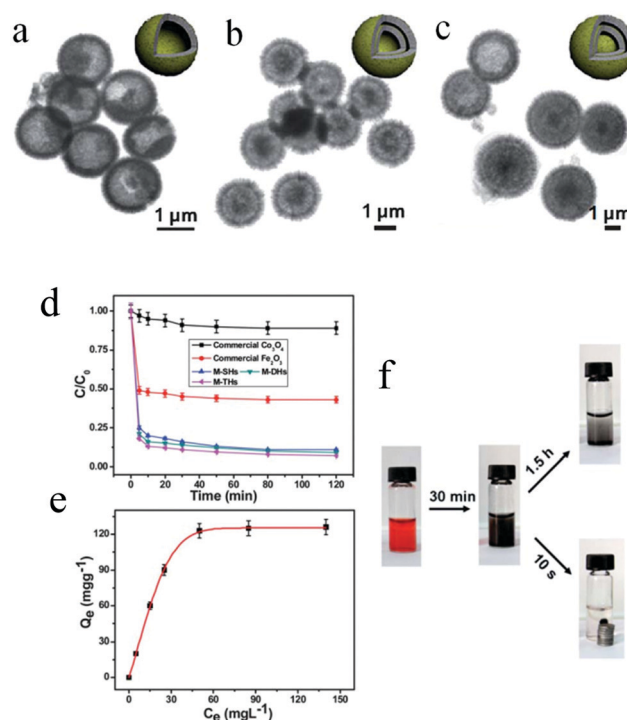 a
b
c
1 µm
1 µm
1 µm
d
1.00
0.75
0.50
0.25
0.00
C/C₀
Commercial Co₃O₄
Commercial Fe₂O₃
M-SHs M-DHs
M-THs
0 20 40 60 80 100 120
Time (min)
e
120
90
60
30
0
Qe (mgg⁻¹)
0 30 60 90 120 150
Ce (mgL⁻¹)
f
30 min
1.5 h
10 s